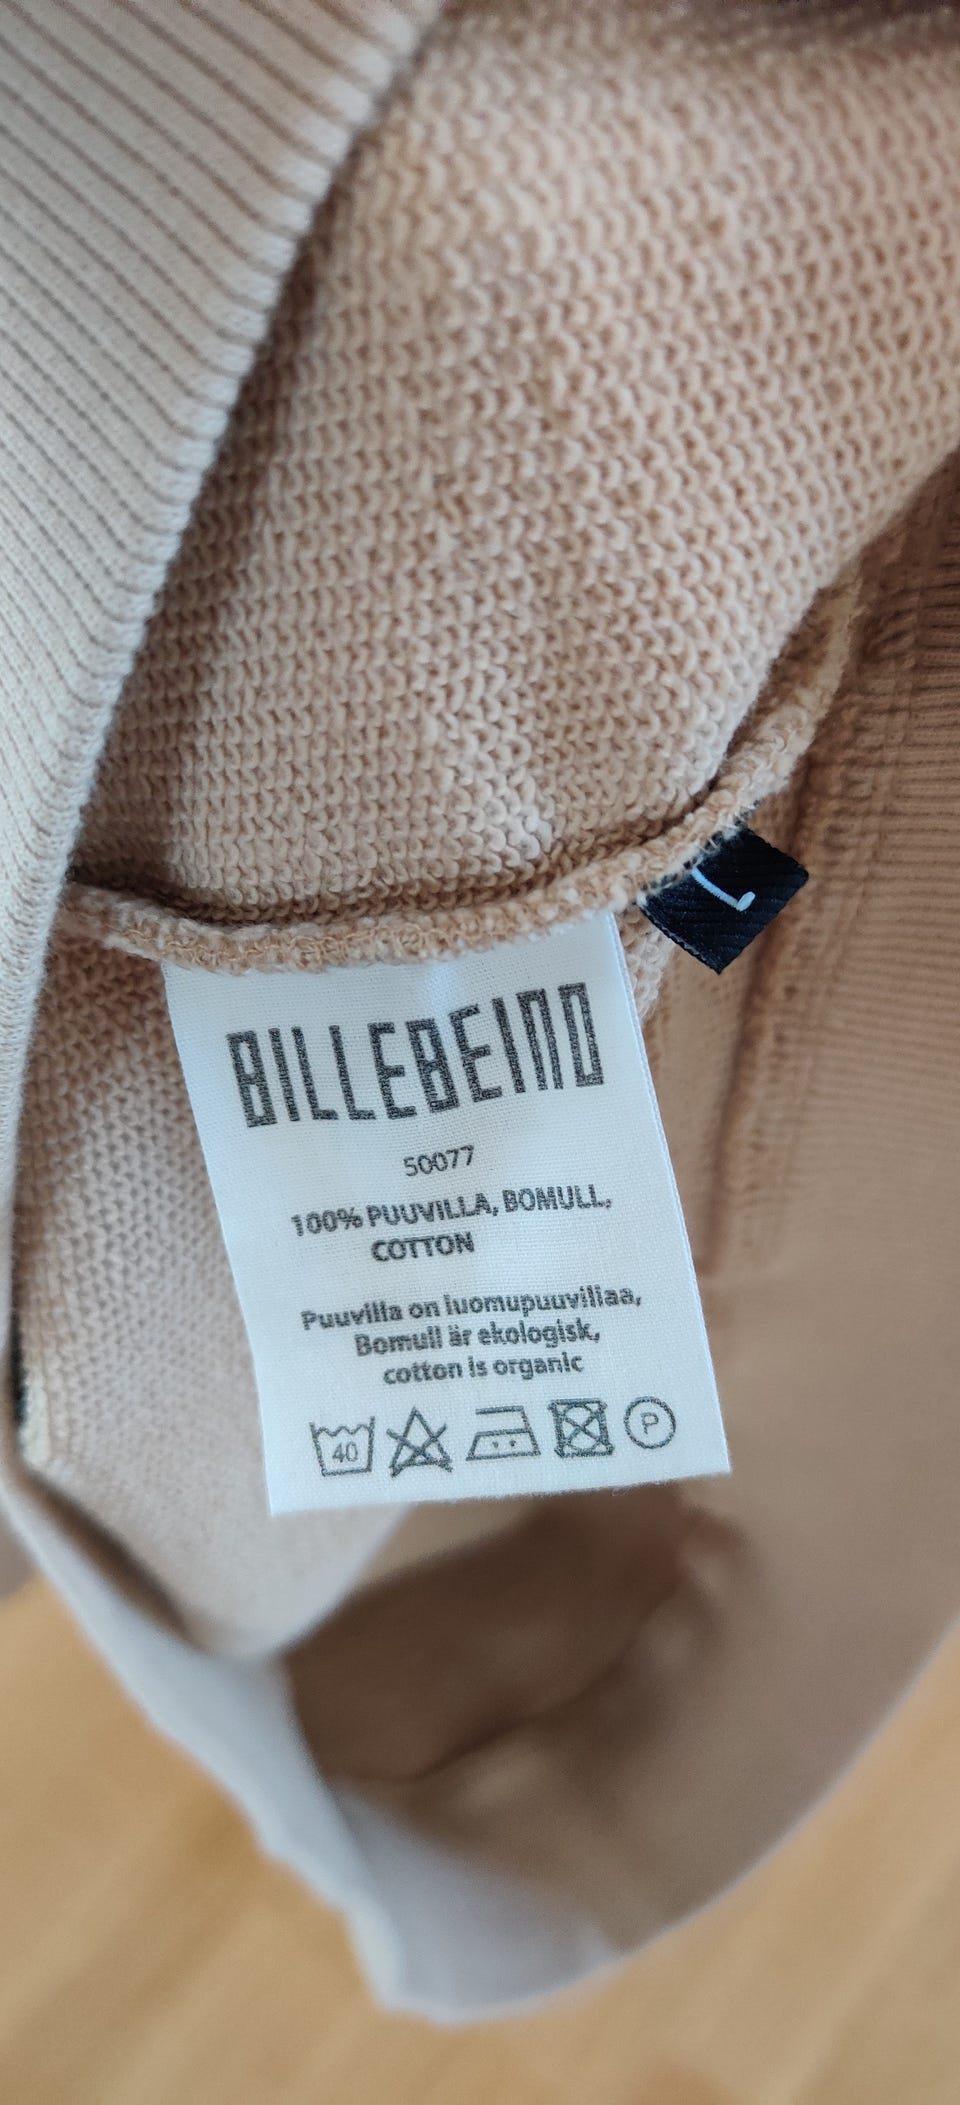 L
BILLEBEINO
50077
100% PUUVILLA, BOMULL,
COTTON
Puuvilla on luomupuuvillaa,
Bomull är ekologisk,
cotton is organic
40
P